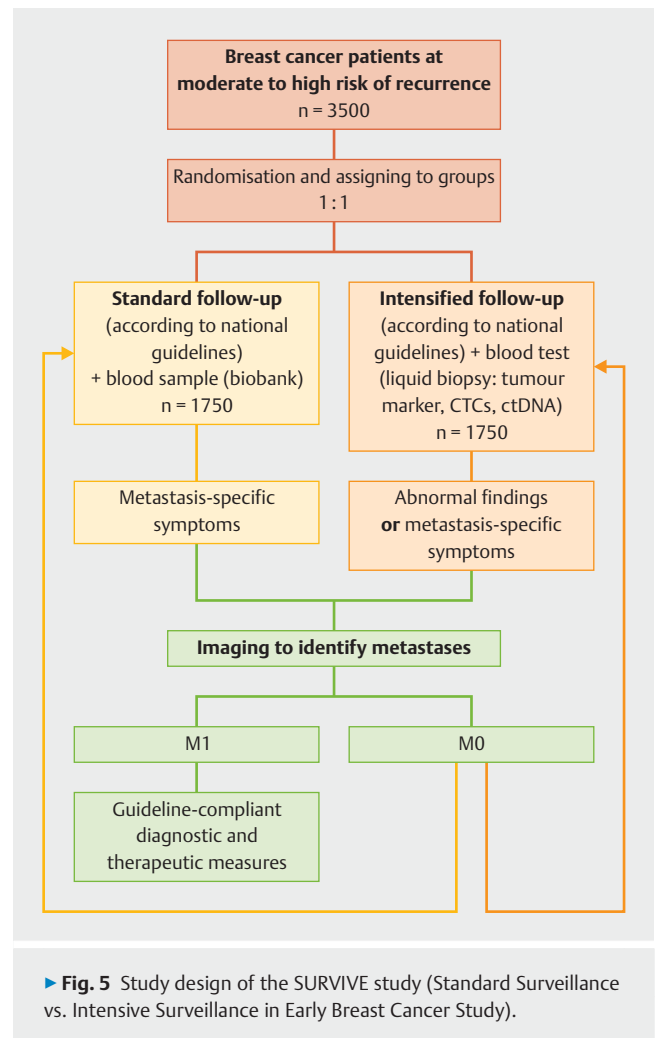 Breast cancer patients at
moderate to high risk of recurrence
n = 3500
Randomisation and assigning to groups
1 : 1
Standard follow-up
(according to national
guidelines)
+ blood sample (biobank)
n = 1750
Intensified follow-up
(according to national
guidelines) + blood test
(liquid biopsy: tumour
marker, CTCs, ctDNA)
n = 1750
Metastasis-specific
symptoms
Abnormal findings
or metastasis-specific
symptoms
Imaging to identify metastases
M1
M0
Guideline-compliant
diagnostic and
therapeutic measures
► Fig. 5 Study design of the SURVIVE study (Standard Surveillance
vs. Intensive Surveillance in Early Breast Cancer Study).